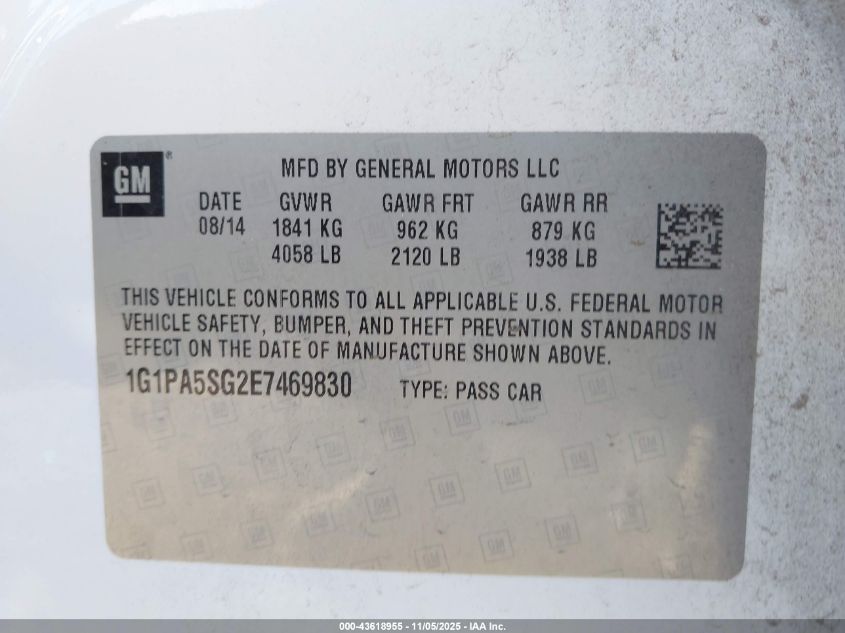 GM ®
MFD BY GENERAL MOTORS LLC
DATE GVWR GAWR FRT GAWR RR
08/14 1841 KG 962 KG 879 KG
4058 LB 2120 LB 1938 LB
THIS VEHICLE CONFORMS TO ALL APPLICABLE U.S. FEDERAL MOTOR
VEHICLE SAFETY, BUMPER, AND THEFT PREVENTION STANDARDS IN
EFFECT ON THE DATE OF MANUFACTURE SHOWN ABOVE.
1G1PA5SG2E7469830 TYPE: PASS CAR
000-43618955 - 11/05/2025 - IAA Inc.